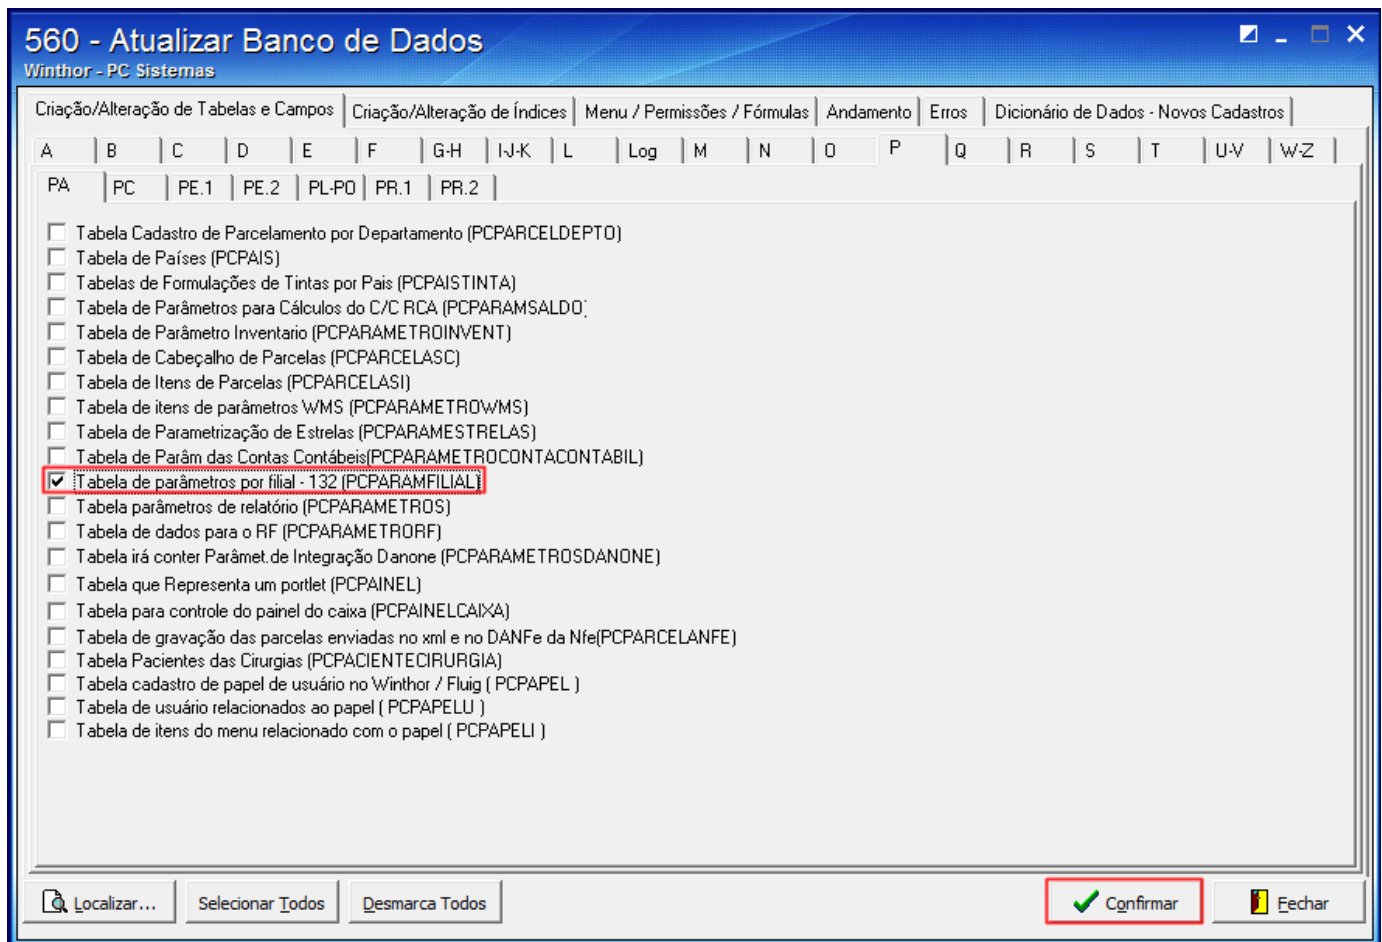 560 - Atualizar Banco de Dados
Winthor - PC Sistemas
Criação/Alteração de Tabelas e Campos Criação/Alteração de Índices Menu / Permissões / Fórmulas Andamento Erros Dicionário de Dados - Novos Cadastros
A B C D E F G-H I-J-K L Log M N O P Q R S T U-V W-Z
PA PC PE.1 PE.2 PL-PO PR.1 PR.2
Tabela Cadastro de Parcelamento por Departamento (PCPARCELDEPTO)
Tabela de Países (PCPAIS)
Tabelas de Formulações de Tintas por Pais (PCPAISTINTA)
Tabela de Parâmetros para Cálculos do C/C RCA (PCPARAMSALDO)
Tabela de Parâmetro Inventario (PCPARAMETROINVENT)
Tabela de Cabeçalho de Parcelas (PCPARCELASC)
Tabela de Itens de Parcelas (PCPARCELASI)
Tabela de itens de parâmetros WMS (PCPARAMETROWMS)
Tabela de Parametrização de Estrelas (PCPARAMESTRELAS)
Tabela de Parâm das Contas Contábeis(PCPARAMETROCONTACONTABIL)
Tabela de parâmetros por filial - 132 (PCPARAMFILIAL)
Tabela parâmetros de relatório (PCPARAMETROS)
Tabela de dados para o RF (PCPARAMETRORF)
Tabela irá conter Parâmet.de Integração Danone (PCPARAMETROSDANONE)
Tabela que Representa um portlet (PCPAINEL)
Tabela para controle do painel do caixa (PCPAINELCAIXA)
Tabela de gravação das parcelas enviadas no xml e no DANFe da Nfe(PCPARCELANFE)
Tabela Pacientes das Cirurgias (PCPACIENTECIRURGIA)
Tabela cadastro de papel de usuário no Winthor / Fluig ( PCPAPEL )
Tabela de usuário relacionados ao papel ( PCPAPELU )
Tabela de itens do menu relacionado com o papel ( PCPAPELI )
Localizar... Selecionar Todos Desmarca Todos Confirmar Fechar